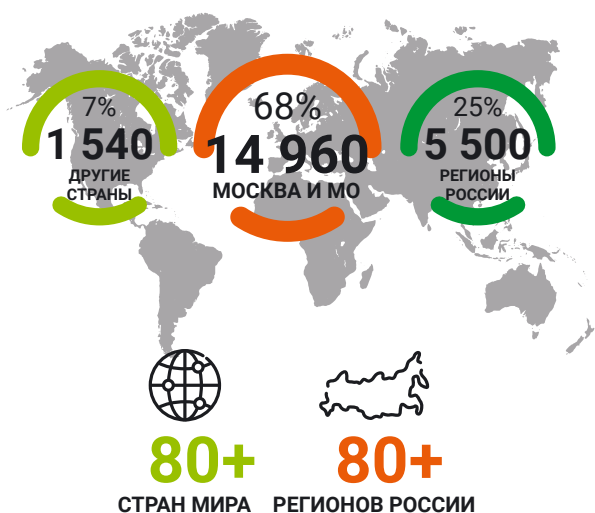 7%
1 540
ДРУГИЕ
СТРАНЫ
68%
14 960
МОСКВА И МО
25%
5 500
РЕГИОНЫ
РОССИИ
80+
СТРАН МИРА
80+
РЕГИОНОВ РОССИИ